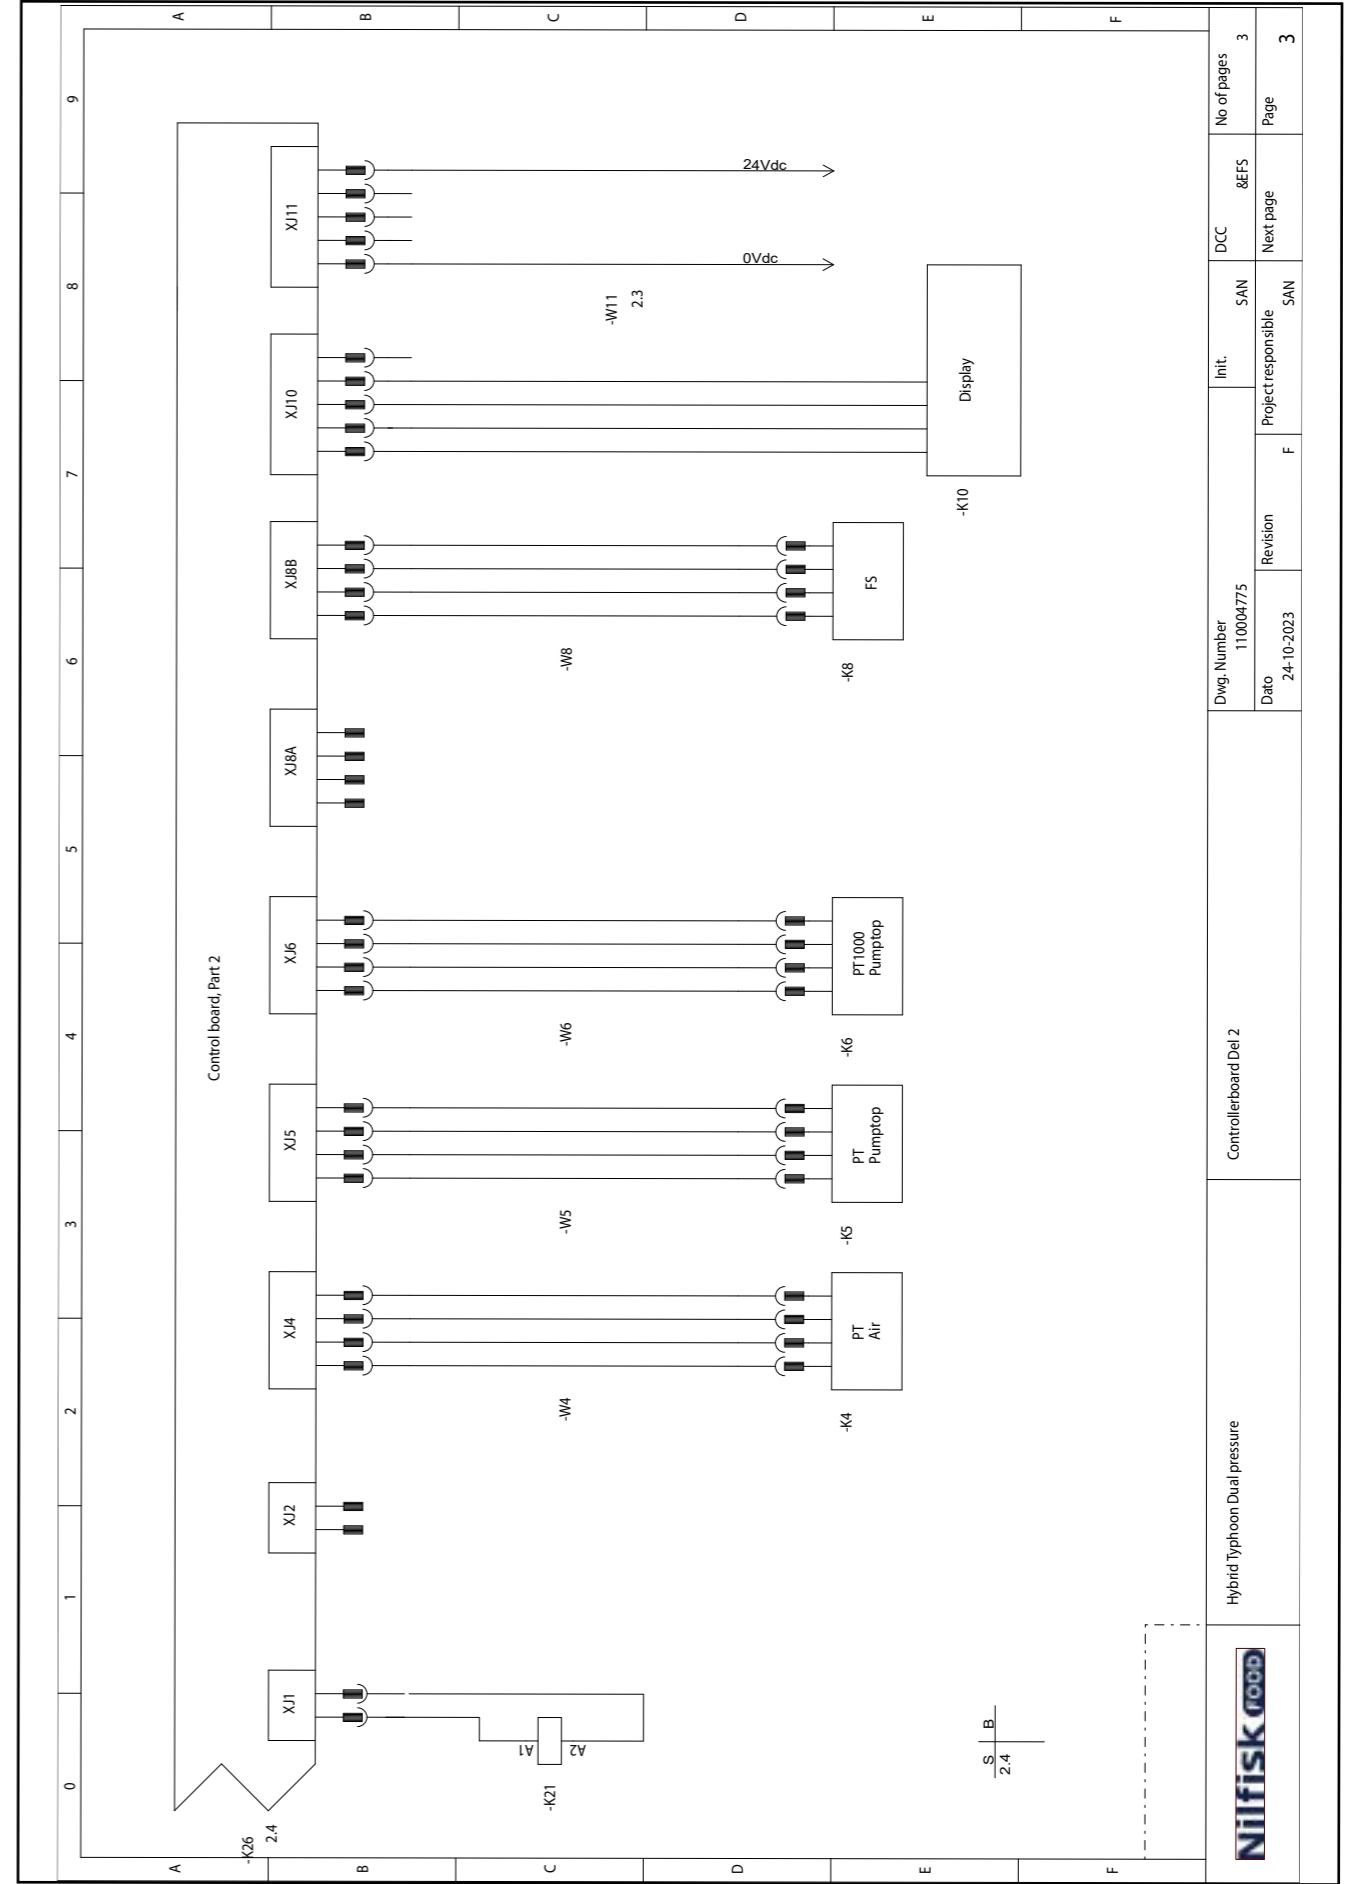 0 1 2 3 4 5 6 7 8 9
A
B
C
D
E
F
A
B
C
D
E
F
Control board, Part 2
-K26
2.4
XJ1
XJ2
XJ4
XJ5
XJ6
XJ8A
XJ8B
XJ10
XJ11
A1
A2
-K21
-W4
-W5
-W6
-W8
-W11
2.3
24Vdc
0Vdc
-K4
PT
Air
-K5
PT
Pumptop
-K6
PT1000
Pumptop
-K8
FS
-K10
Display
S B
2.4
Nilfisk FOOD
Hybrid Typhoon Dual pressure
Controllerboard Del 2
Dwg. Number
110004775
Dato
24-10-2023
Revision
F
Init.
SAN
Project responsible
SAN
DCC
&EFS
Next page
No of pages
3
Page
3